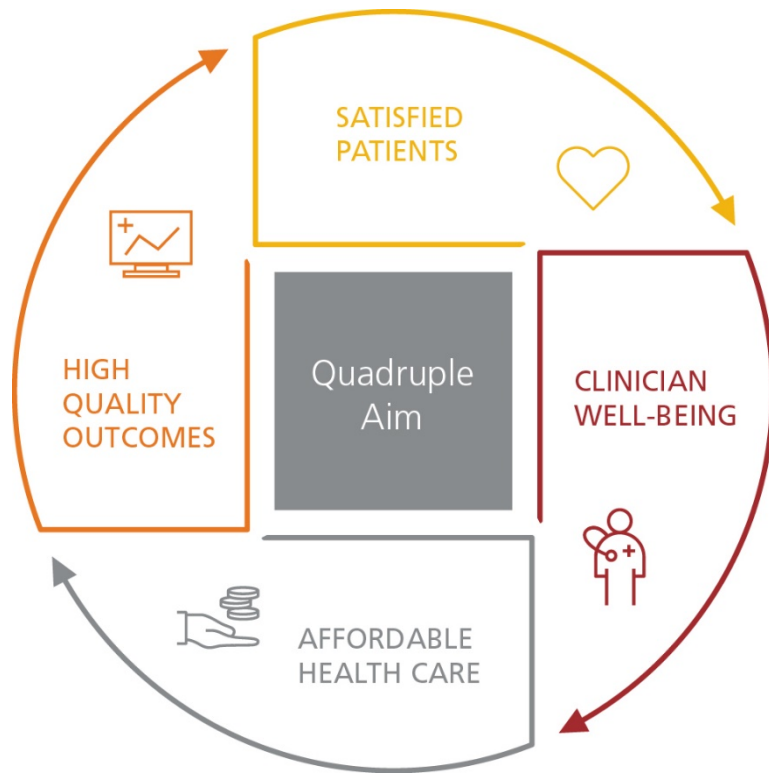 SATISFIED
PATIENTS
HIGH
QUALITY
OUTCOMES
Quadruple
Aim
CLINICIAN
WELL-BEING
AFFORDABLE
HEALTH CARE